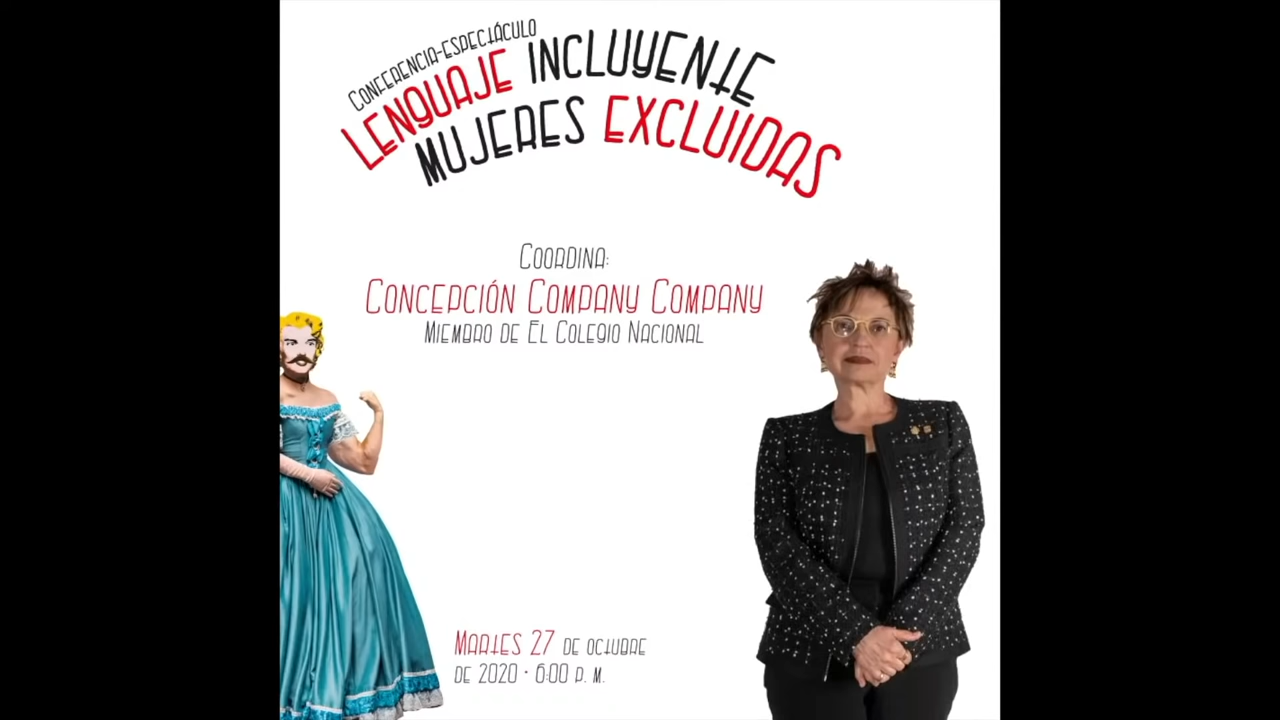 Conferencia-espectáculo
Lenguaje incluyente
mujeres excluidas
Coordina:
Concepción Company Company
Miembro de El Colegio Nacional
Martes 27 de octubre
de 2020 · 6:00 p. m.